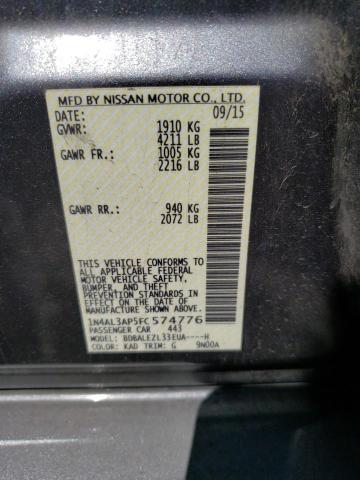 MFD BY NISSAN MOTOR CO., LTD.
DATE: 09/15
GVWR: 1910 KG
4211 LB
GAWR FR.: 1005 KG
2216 LB
GAWR RR.: 940 KG
2072 LB
THIS VEHICLE CONFORMS TO
ALL APPLICABLE FEDERAL
MOTOR VEHICLE SAFETY,
BUMPER, AND THEFT
PREVENTION STANDARDS IN
EFFECT ON THE DATE OF
MANUFACTURE SHOWN ABOVE.
1N4AL3AP5FC574776
PASSENGER CAR 443
MODEL: BDBALEZL33EUA----H
COLOR: KAD TRIM: G 9N00A